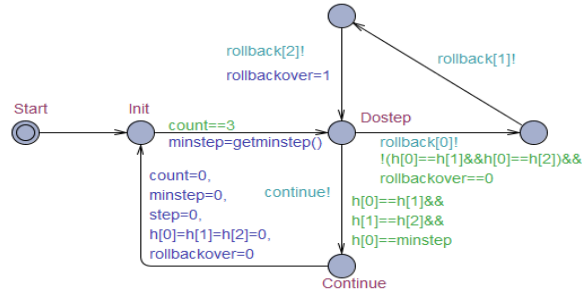 rollback[2]!
rollbackover=1
rollback[1]!
Start
Init
Dostep
count==3
minstep=getminstep()
rollback[0]!
!(h[0]==h[1]&&h[0]==h[2])&&
rollbackover==0
count=0,
minstep=0,
step=0,
h[0]=h[1]=h[2]=0,
rollbackover=0
continue!
h[0]==h[1]&&
h[1]==h[2]&&
h[0]==minstep
Continue